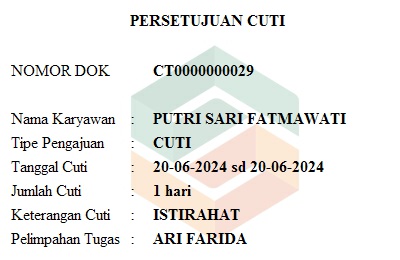 PERSETUJUAN CUTI
NOMOR DOK CT0000000029
Nama Karyawan : PUTRI SARI FATMAWATI
Tipe Pengajuan : CUTI
Tanggal Cuti : 20-06-2024 sd 20-06-2024
Jumlah Cuti : 1 hari
Keterangan Cuti : ISTIRAHAT
Pelimpahan Tugas : ARI FARIDA